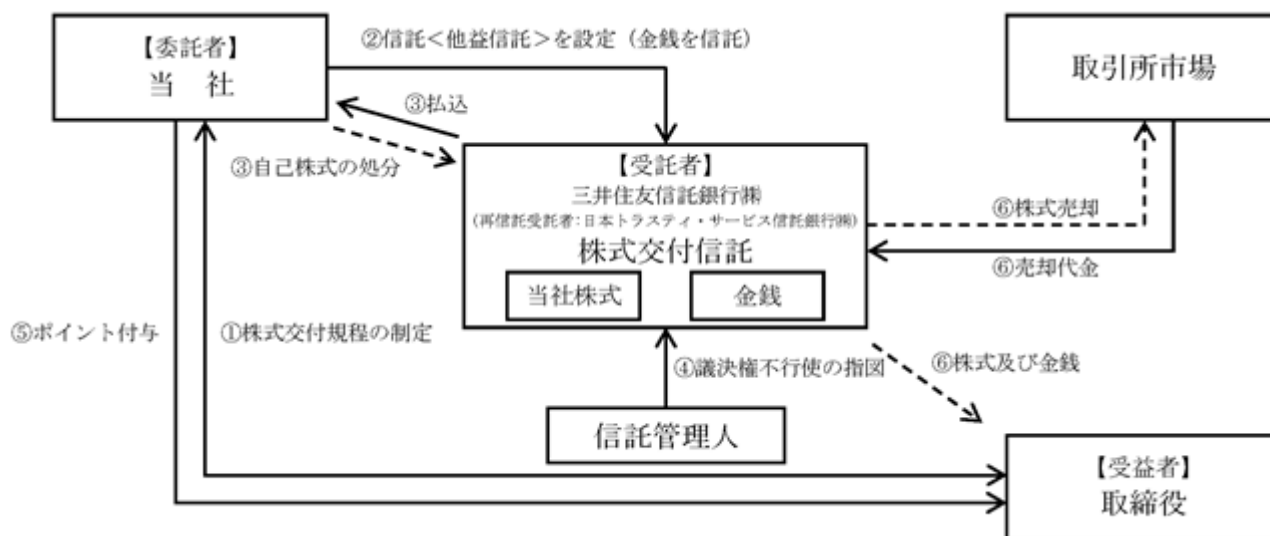 【委託者】
当　社
②信託＜他益信託＞を設定（金銭を信託）
取引所市場
③払込
③自己株式の処分
【受託者】
三井住友信託銀行㈱
(再信託受託者：日本トラスティ・サービス信託銀行㈱)
株式交付信託
当社株式
金銭
⑥株式売却
⑥売却代金
⑤ポイント付与
①株式交付規程の制定
④議決権不行使の指図
⑥株式及び金銭
信託管理人
【受益者】
取締役